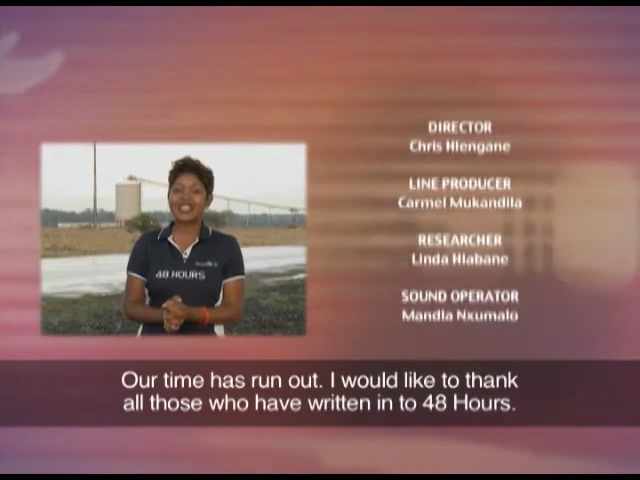 DIRECTOR
Chris Hlengane
LINE PRODUCER
Carmel Mukandila
RESEARCHER
Linda Hlabane
SOUND OPERATOR
Mandla Nxumalo
48 HOURS
Our time has run out. I would like to thank
all those who have written in to 48 Hours.